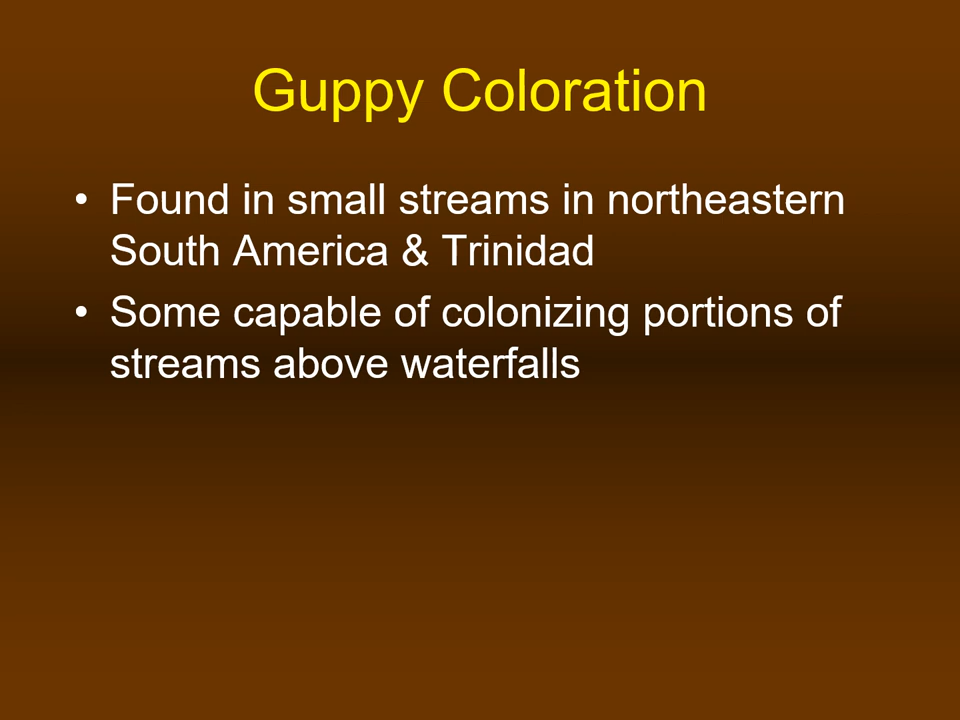 Guppy Coloration
• Found in small streams in northeastern
South America & Trinidad
• Some capable of colonizing portions of
streams above waterfalls